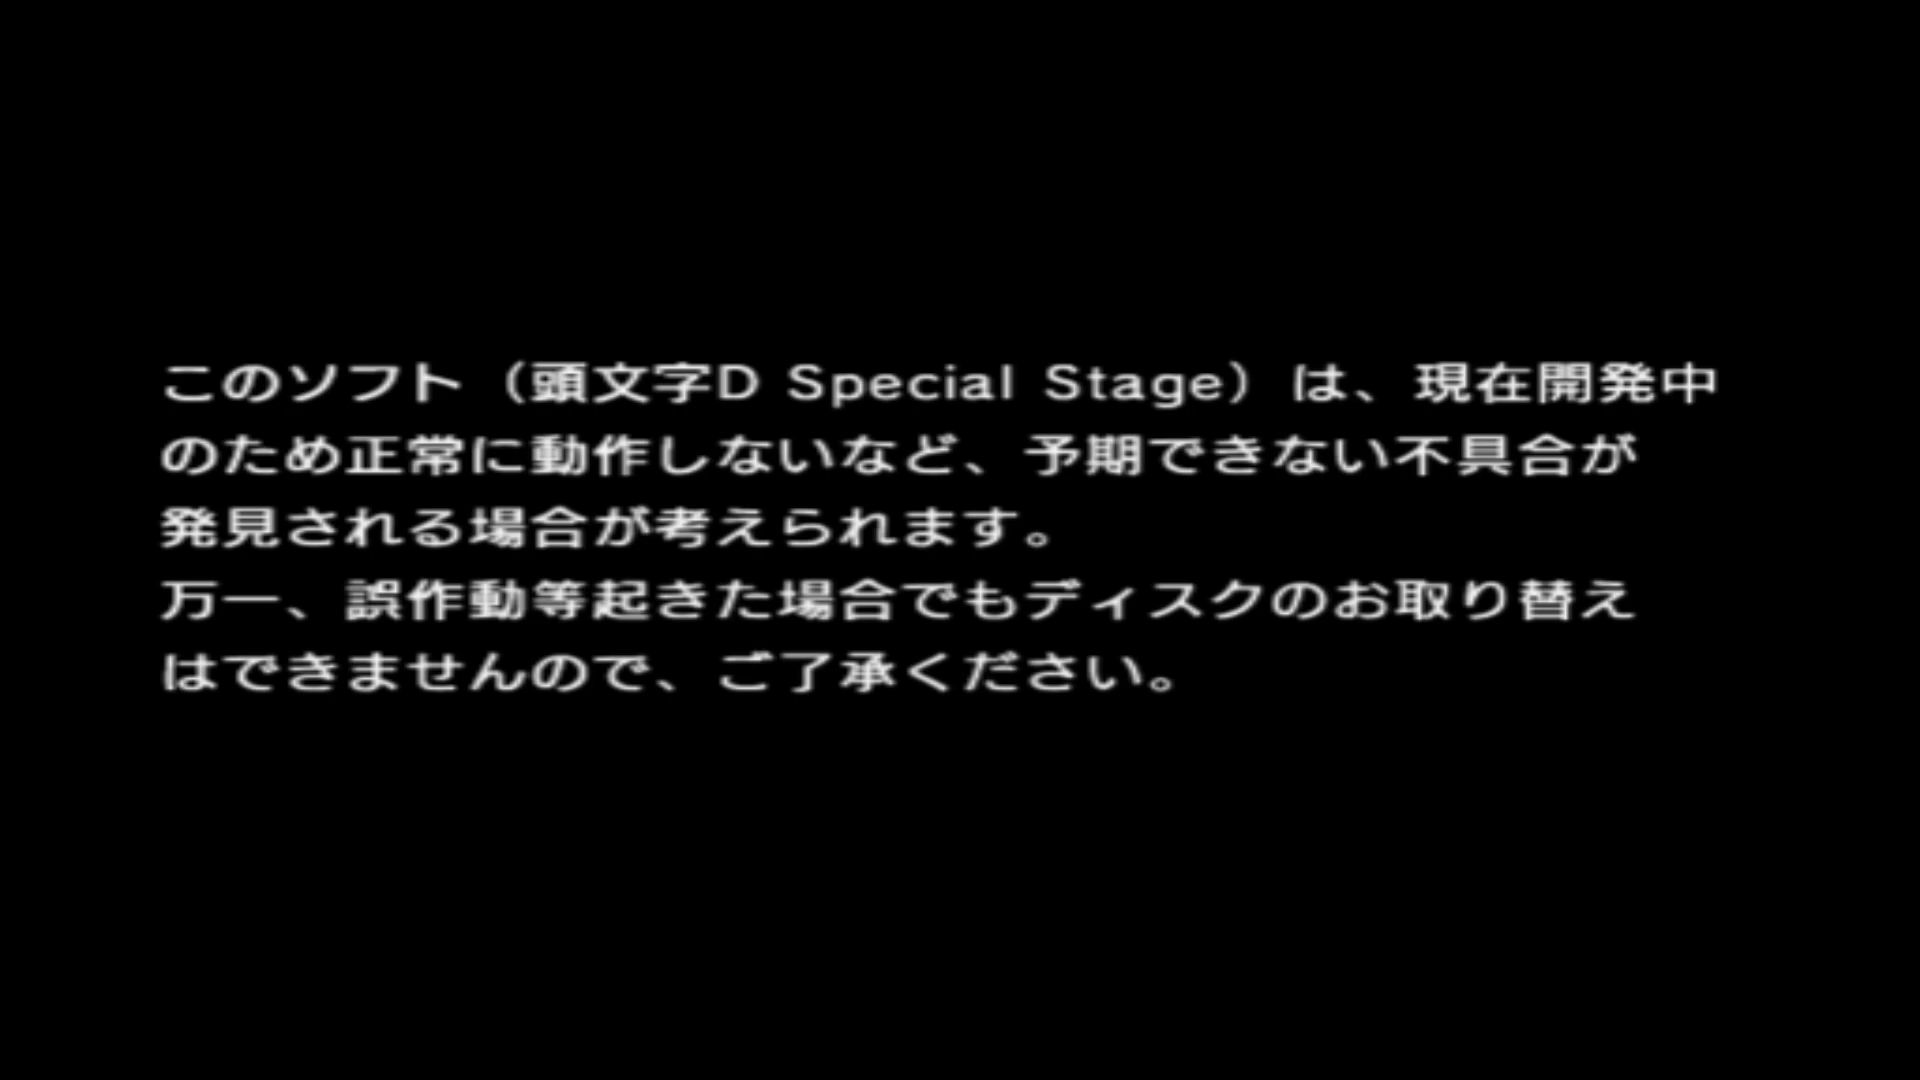 このソフト（頭文字D Special Stage）は、現在開発中
のため正常に動作しないなど、予期できない不具合が
発見される場合が考えられます。
万一、誤作動等起きた場合でもディスクのお取り替え
はできませんので、ご了承ください。